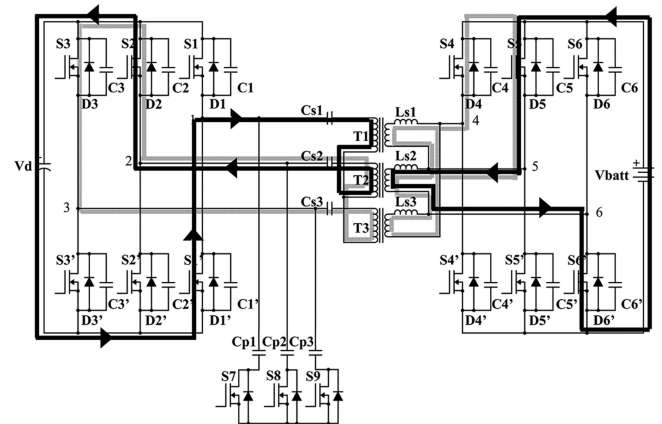 S3 S2 S1 S4 S5 S6
D3 C3 D2 C2 D1 C1 D4 C4 D5 C5 D6 C6
1 Cs1 T1 Ls1 4
Vd 2 Cs2 T2 Ls2 5 + Vbatt
3 Cs3 T3 Ls3 6
S3' S2' S1' S4' S5' S6'
D3' C3' D2' C2' D1' C1' D4' C4' D5' C5' D6' C6'
Cp1 Cp2 Cp3
S7 S8 S9